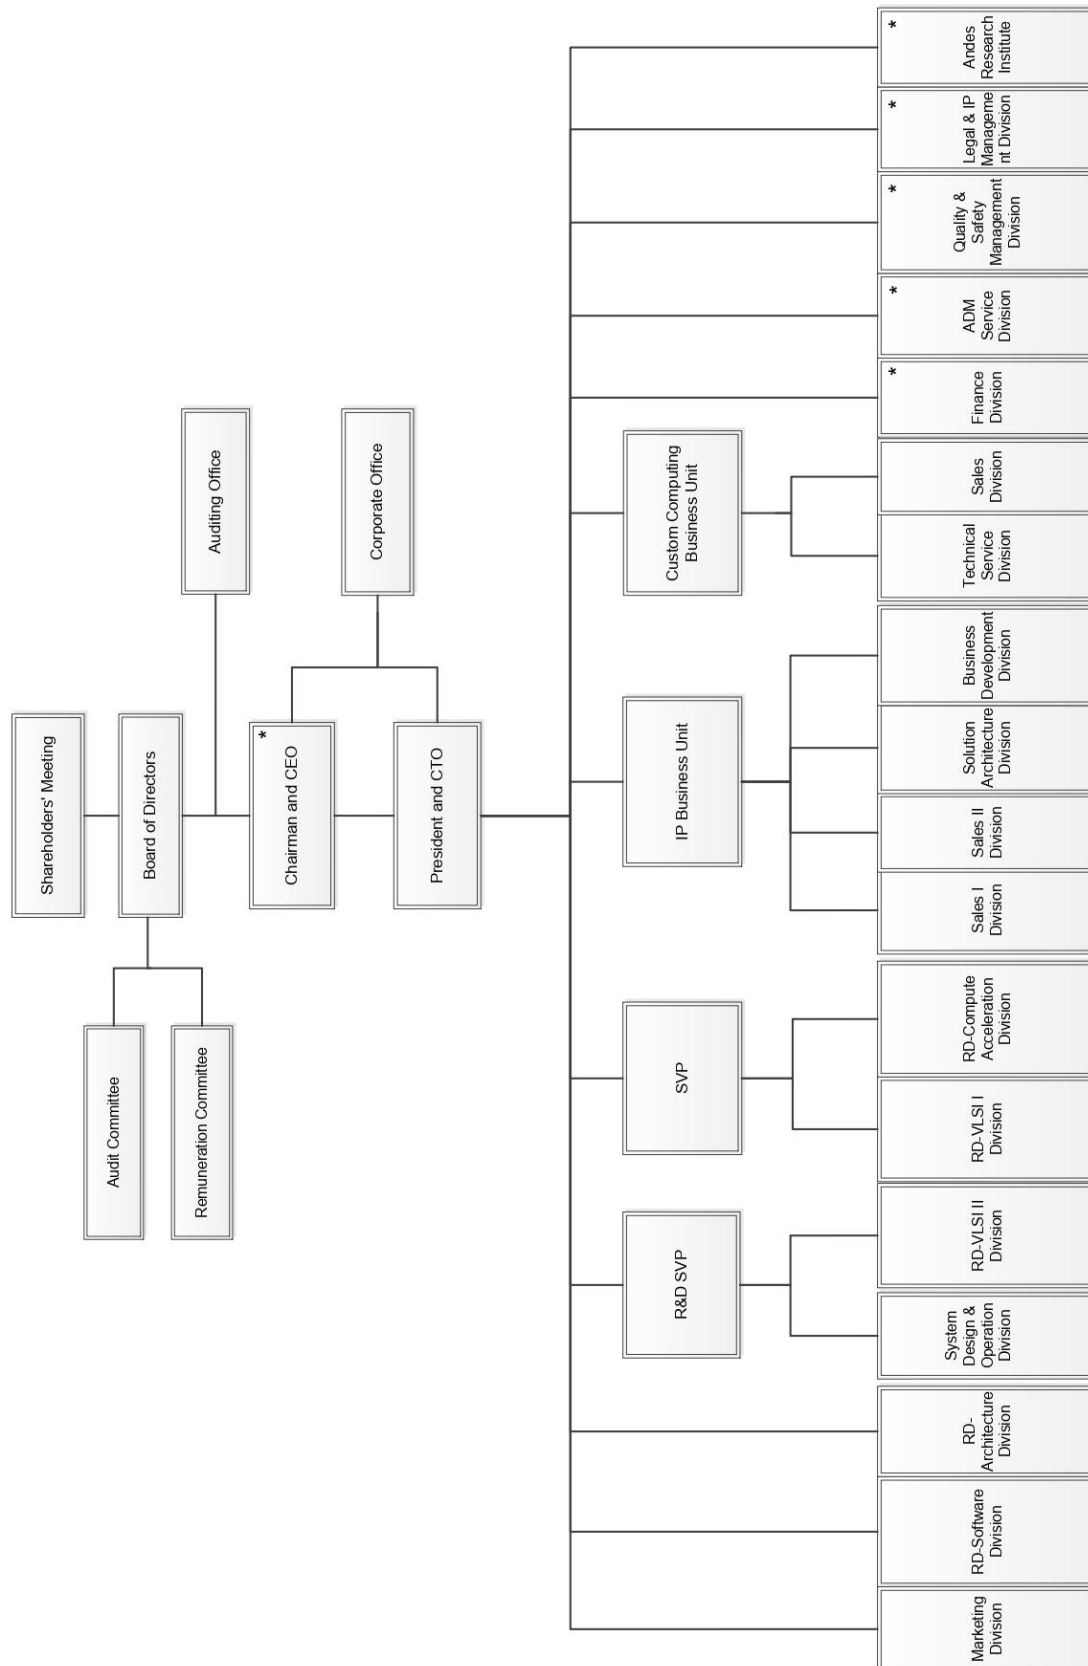 Shareholders' Meeting
Board of Directors
Audit Committee
Remuneration Committee
Auditing Office
*
Chairman and CEO
Corporate Office
President and CTO
R&D SVP
SVP
IP Business Unit
Custom Computing
Business Unit
Marketing
Division
RD-Software
Division
RD-
Architecture
Division
System
Design &
Operation
Division
RD-VLSI II
Division
RD-VLSI I
Division
RD-Compute
Acceleration
Division
Sales I
Division
Sales II
Division
Solution
Architecture
Division
Business
Development
Division
Technical
Service
Division
Sales
Division
*
Finance
Division
*
ADM
Service
Division
*
Quality &
Safety
Management
Division
*
Legal & IP
Manageme
nt Division
*
Andes
Research
Institute